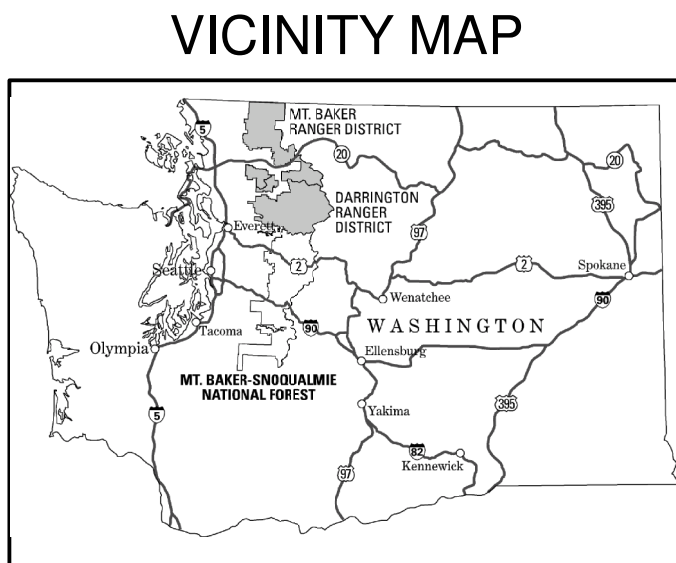 VICINITY MAP
5
MT. BAKER
RANGER DISTRICT
20
20
DARRINGTON
RANGER
DISTRICT
395
97
Everett
2
2
Seattle
Spokane
90
Wenatchee
Tacoma
90
WASHINGTON
Olympia
Ellensburg
MT. BAKER-SNOQUALMIE
NATIONAL FOREST
5
Yakima
395
82
Kennewick
97